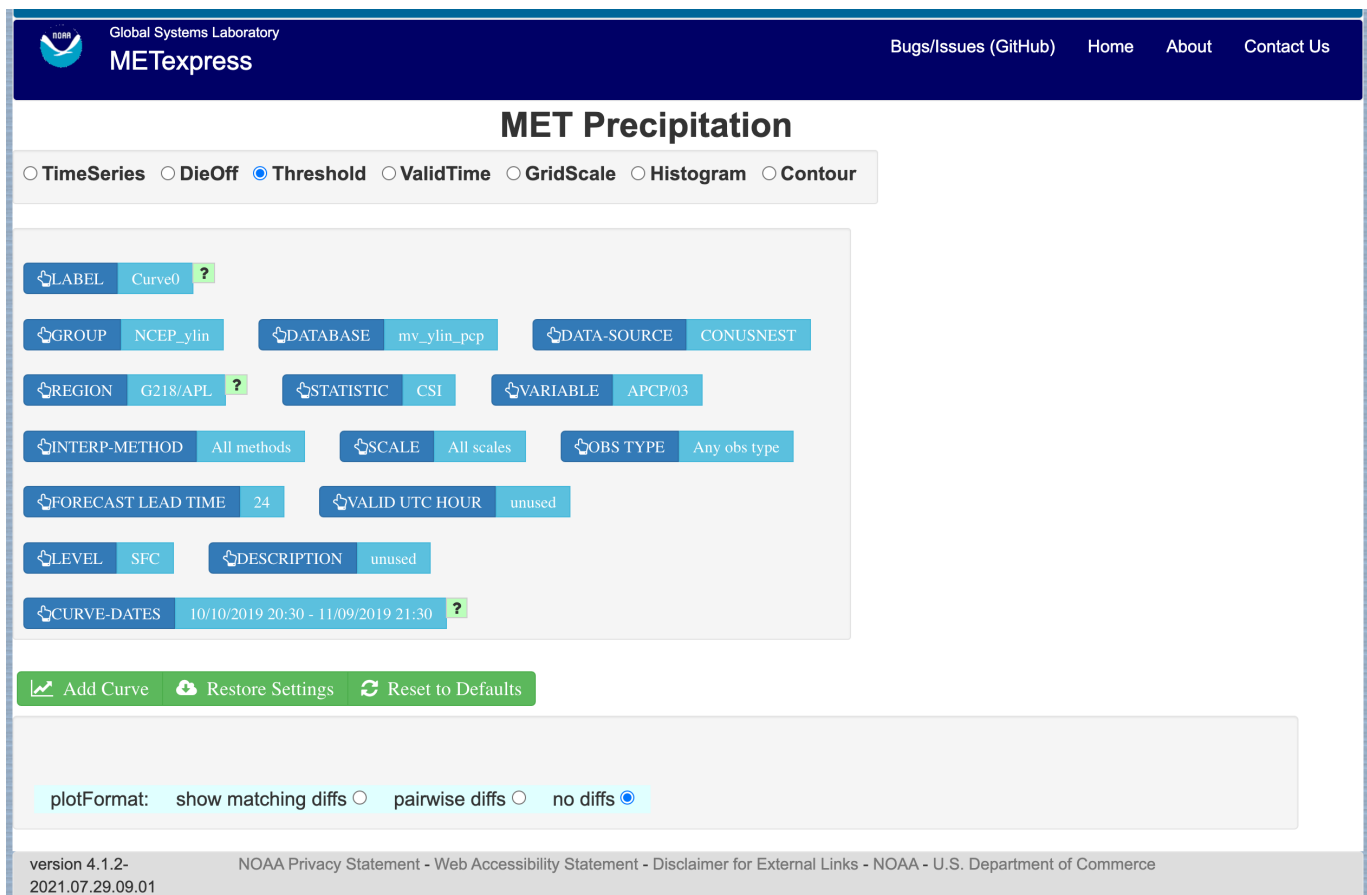 NOAA
Global Systems Laboratory
METexpress
Bugs/Issues (GitHub) Home About Contact Us
MET Precipitation
TimeSeries DieOff Threshold ValidTime GridScale Histogram Contour
LABEL Curve0 ?
GROUP NCEP_ylin DATABASE mv_ylin_pcp DATA-SOURCE CONUSNEST
REGION G218/APL ? STATISTIC CSI VARIABLE APCP/03
INTERP-METHOD All methods SCALE All scales OBS TYPE Any obs type
FORECAST LEAD TIME 24 VALID UTC HOUR unused
LEVEL SFC DESCRIPTION unused
CURVE-DATES 10/10/2019 20:30 - 11/09/2019 21:30 ?
Add Curve Restore Settings Reset to Defaults
plotFormat: show matching diffs pairwise diffs no diffs
version 4.1.2- NOAA Privacy Statement - Web Accessibility Statement - Disclaimer for External Links - NOAA - U.S. Department of Commerce
2021.07.29.09.01